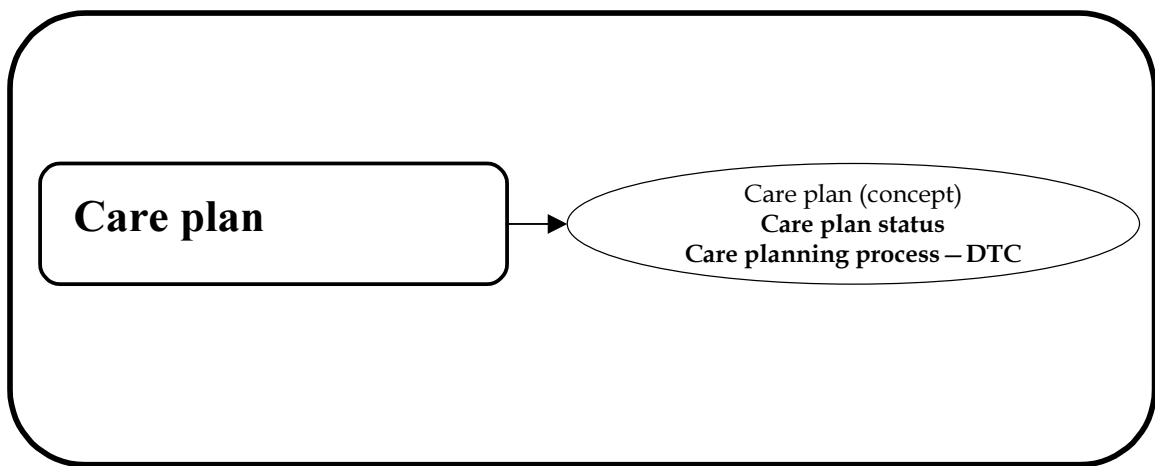 Care plan
Care plan (concept)
Care plan status
Care planning process—DTC